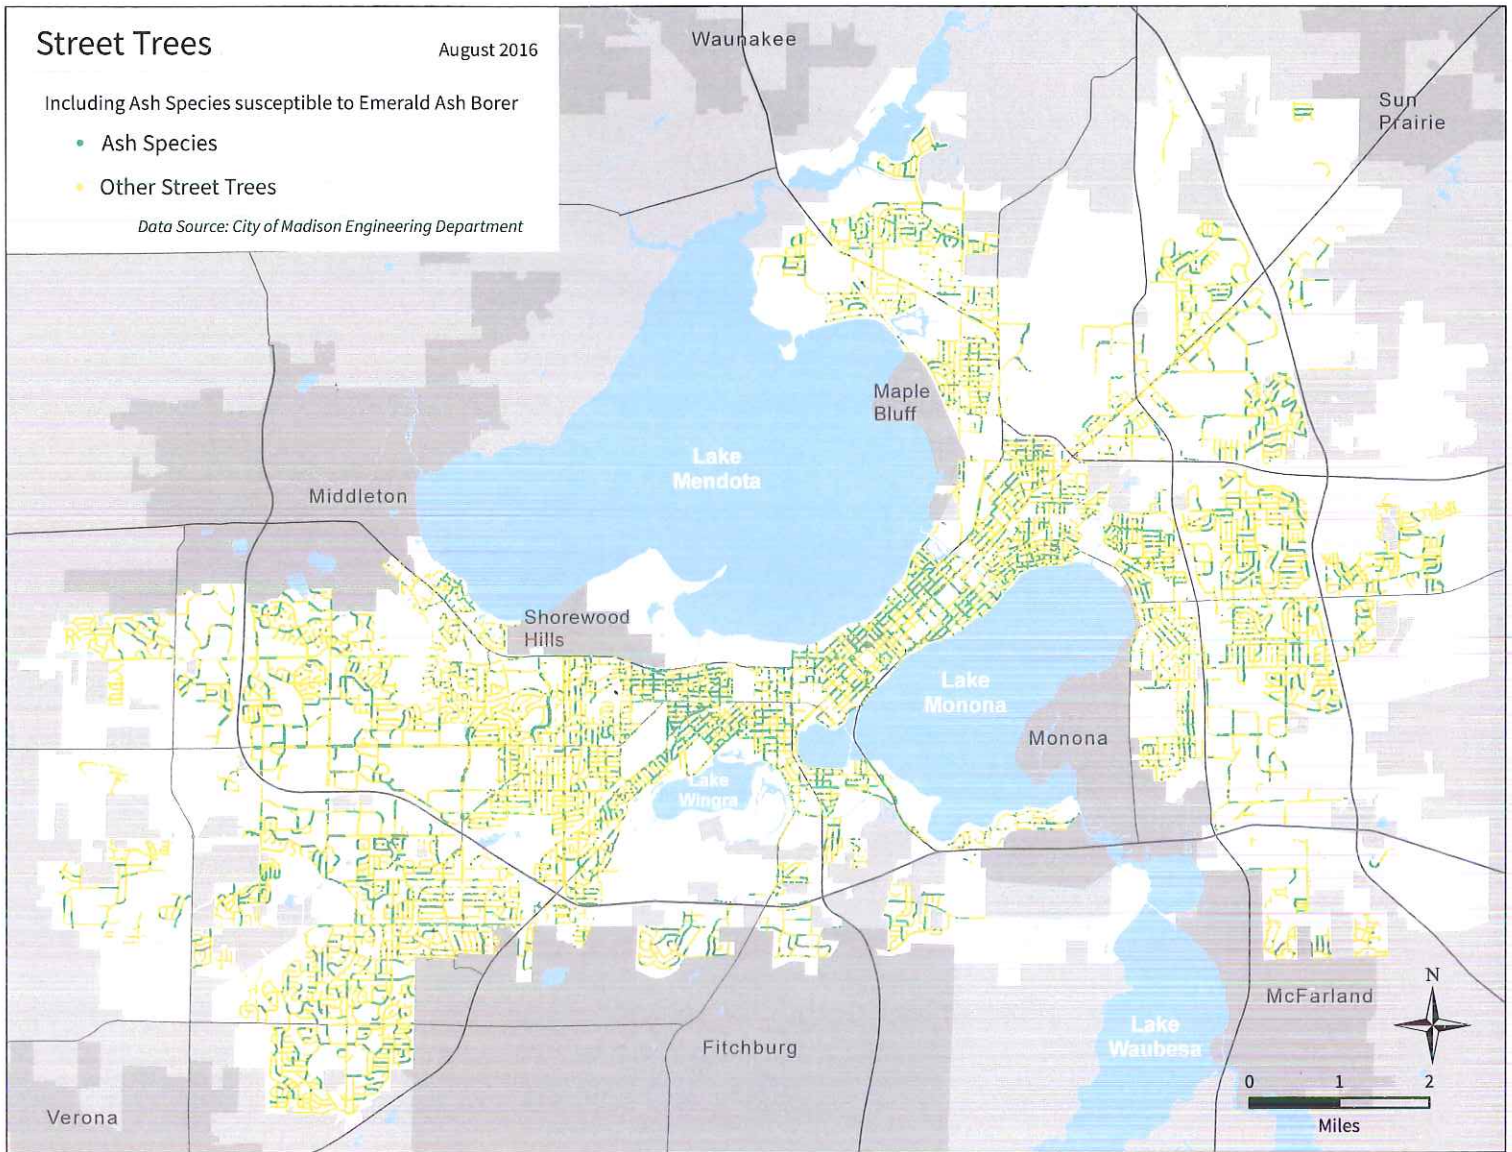 Street Trees
August 2016
Including Ash Species susceptible to Emerald Ash Borer
Ash Species
Other Street Trees
Data Source: City of Madison Engineering Department
Waunakee
Sun
Prairie
Maple
Bluff
Lake
Mendota
Middleton
Shorewood
Hills
Lake
Monona
Monona
Lake
Wingra
McFarland
Lake
Waubesa
Fitchburg
Verona
N
0 1 2
Miles